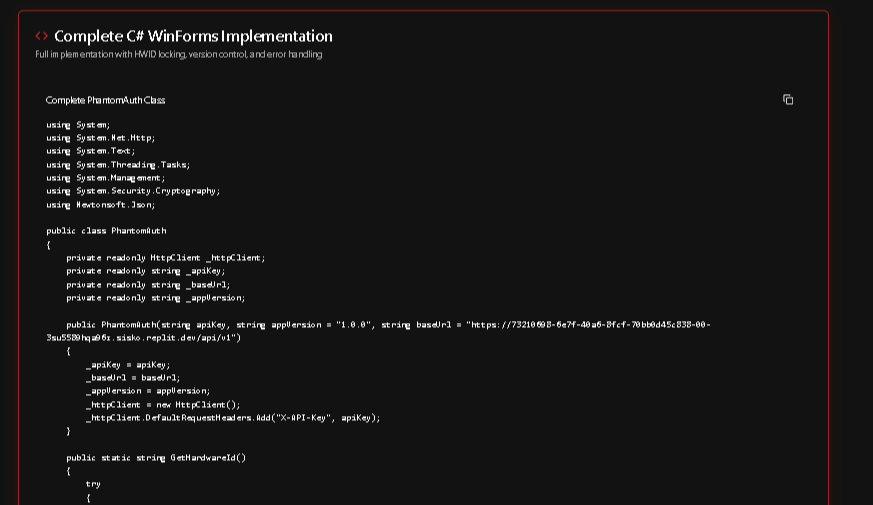 <> Complete C# WinForms Implementation
Full implementation with HWID locking, version control, and error handling
Complete PhantomAuth Class
using System;
using System.Net.Http;
using System.Text;
using System.Threading.Tasks;
using System.Management;
using System.Security.Cryptography;
using Newtonsoft.Json;
public class PhantomAuth
{
private readonly HttpClient _httpClient;
private readonly string _apiKey;
private readonly string _baseUrl;
private readonly string _appVersion;
public PhantomAuth(string apiKey, string appVersion = "1.0.0", string baseUrl = "https://73210698-6e7f-40a6-8fcf-70bb0d45c838-00-
3su5589hqa96r.sisko.replit.dev/api/v1")
{
_apiKey = apiKey;
_baseUrl = baseUrl;
_appVersion = appVersion;
_httpClient = new HttpClient();
_httpClient.DefaultRequestHeaders.Add("X-API-Key", apiKey);
}
public static string GetHardwareId()
{
try
{